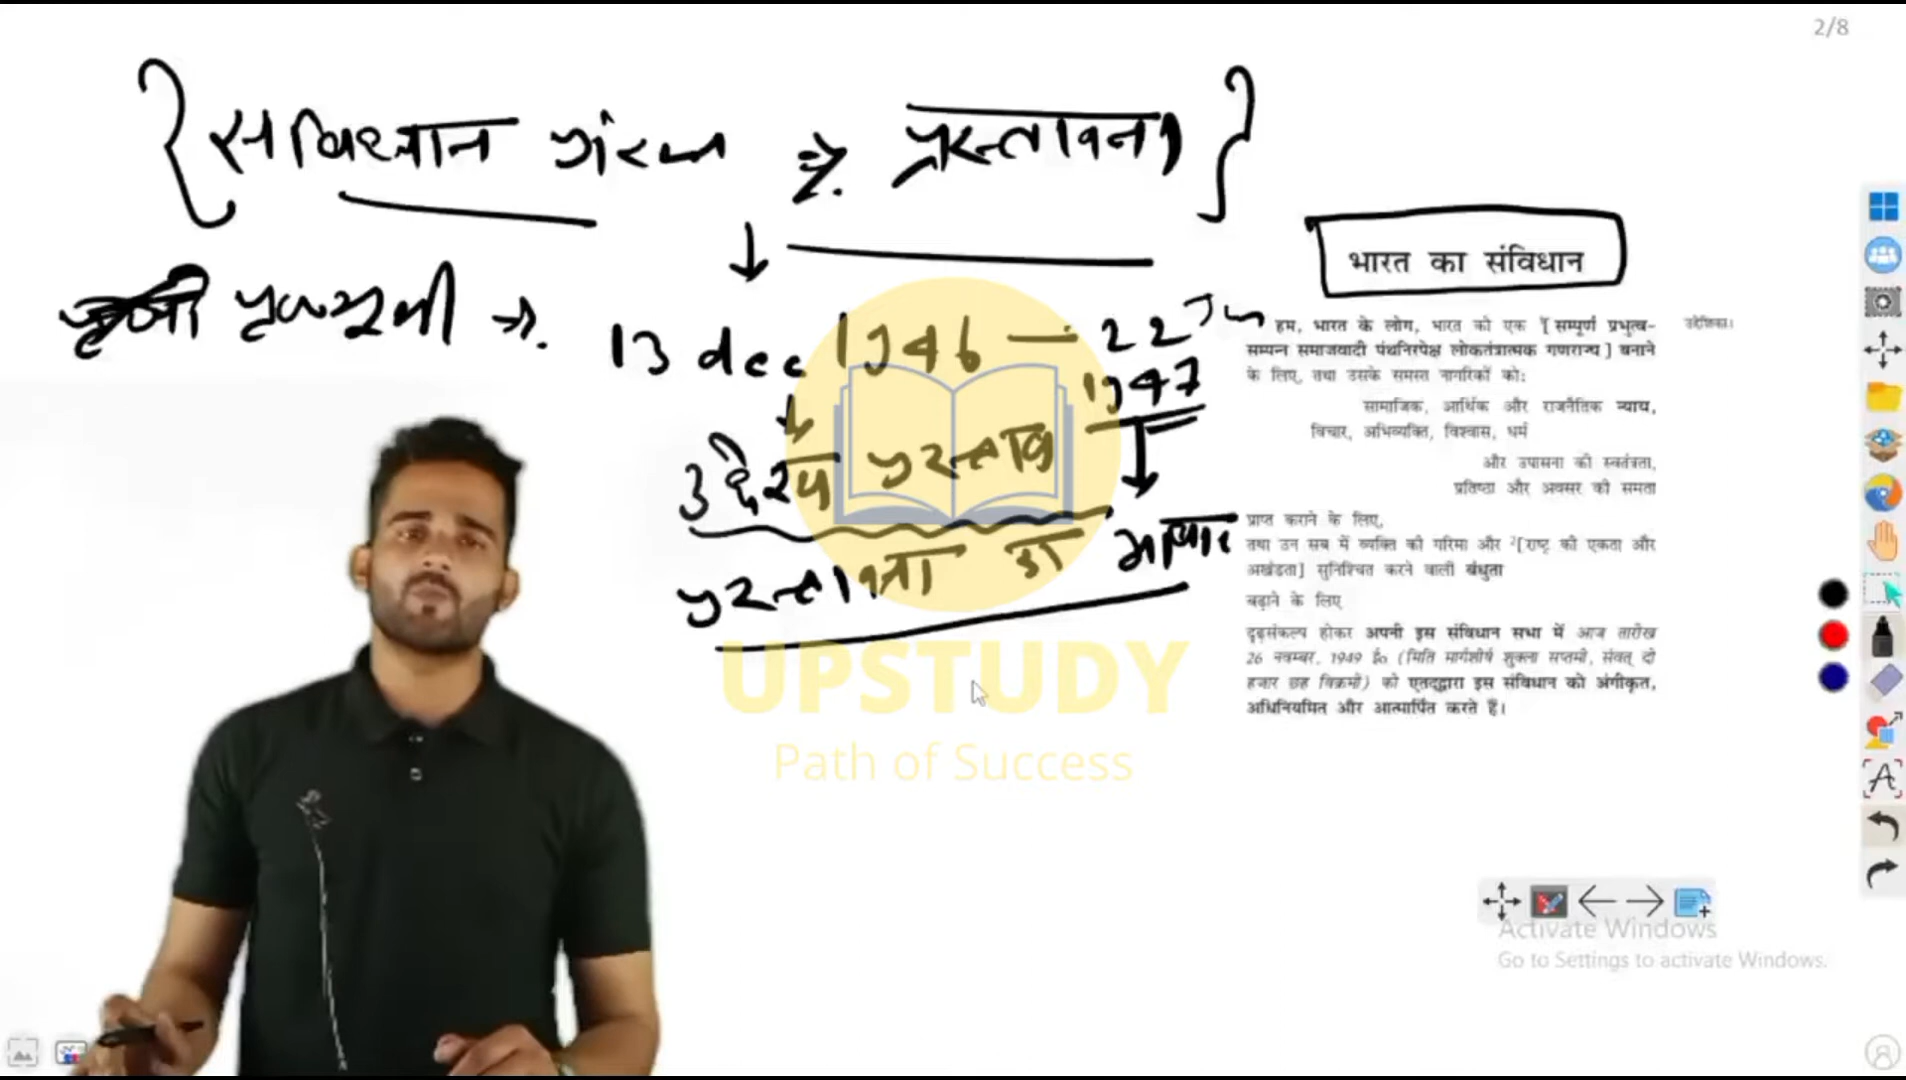 2/8
संविधान प्रारंभ ⇒ प्रस्तावना
भारत का संविधान
पृष्ठभूमी ⇒ 13 dec 1946 — 22 Jan 1947
उद्देश्य प्रस्ताव
प्रस्तावना का आधार
हम, भारत के लोग, भारत को एक ¹[सम्पूर्ण प्रभुत्व-
उद्देशिका।
सम्पन्न समाजवादी पंथनिरपेक्ष लोकतंत्रात्मक गणराज्य] बनाने
के लिए, तथा उसके समस्त नागरिकों को:
सामाजिक, आर्थिक और राजनैतिक न्याय,
विचार, अभिव्यक्ति, विश्वास, धर्म
और उपासना की स्वतंत्रता,
प्रतिष्ठा और अवसर की समता
प्राप्त कराने के लिए,
तथा उन सब में व्यक्ति की गरिमा और ²[राष्ट्र की एकता और
अखंडता] सुनिश्चित करने वाली बंधुता
बढ़ाने के लिए
दृढ़संकल्प होकर अपनी इस संविधान सभा में आज तारीख
26 नवम्बर, 1949 ई० (मिति मार्गशीर्ष शुक्ला सप्तमी, संवत् दो
हजार छह विक्रमी) को एतद्द्वारा इस संविधान को अंगीकृत,
अधिनियमित और आत्मार्पित करते हैं।
UPSTUDY
Path of Success
Activate Windows
Go to Settings to activate Windows.